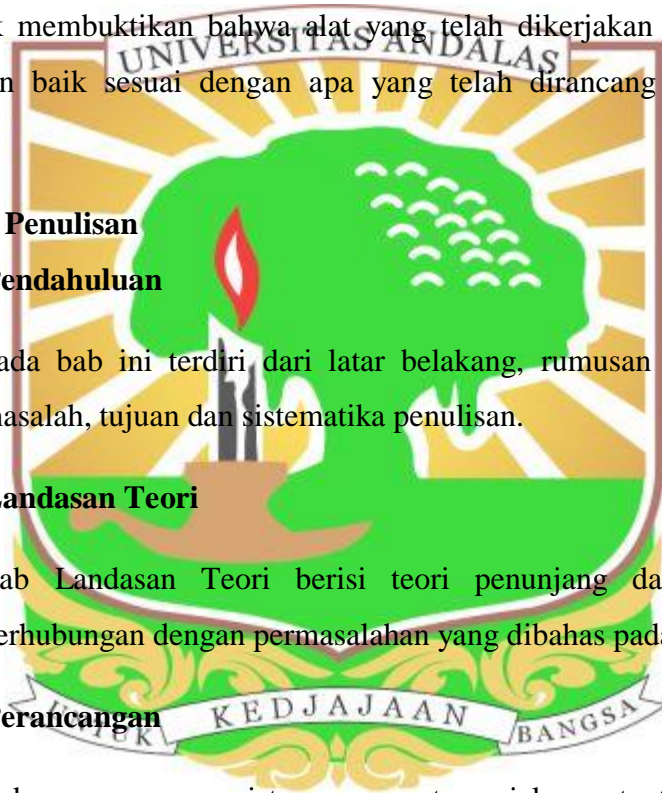 membuktikan bahwa alat yang telah dikerjakan
UNIVERSITAS ANDALAS
baik sesuai dengan apa yang telah dirancang
Penulisan
Pendahuluan
ada bab ini terdiri dari latar belakang, rumusan
masalah, tujuan dan sistematika penulisan.
Landasan Teori
ab Landasan Teori berisi teori penunjang da
erhubungan dengan permasalahan yang dibahas pada
Perancangan
UNTUK KEDJAJAAN BANGSA